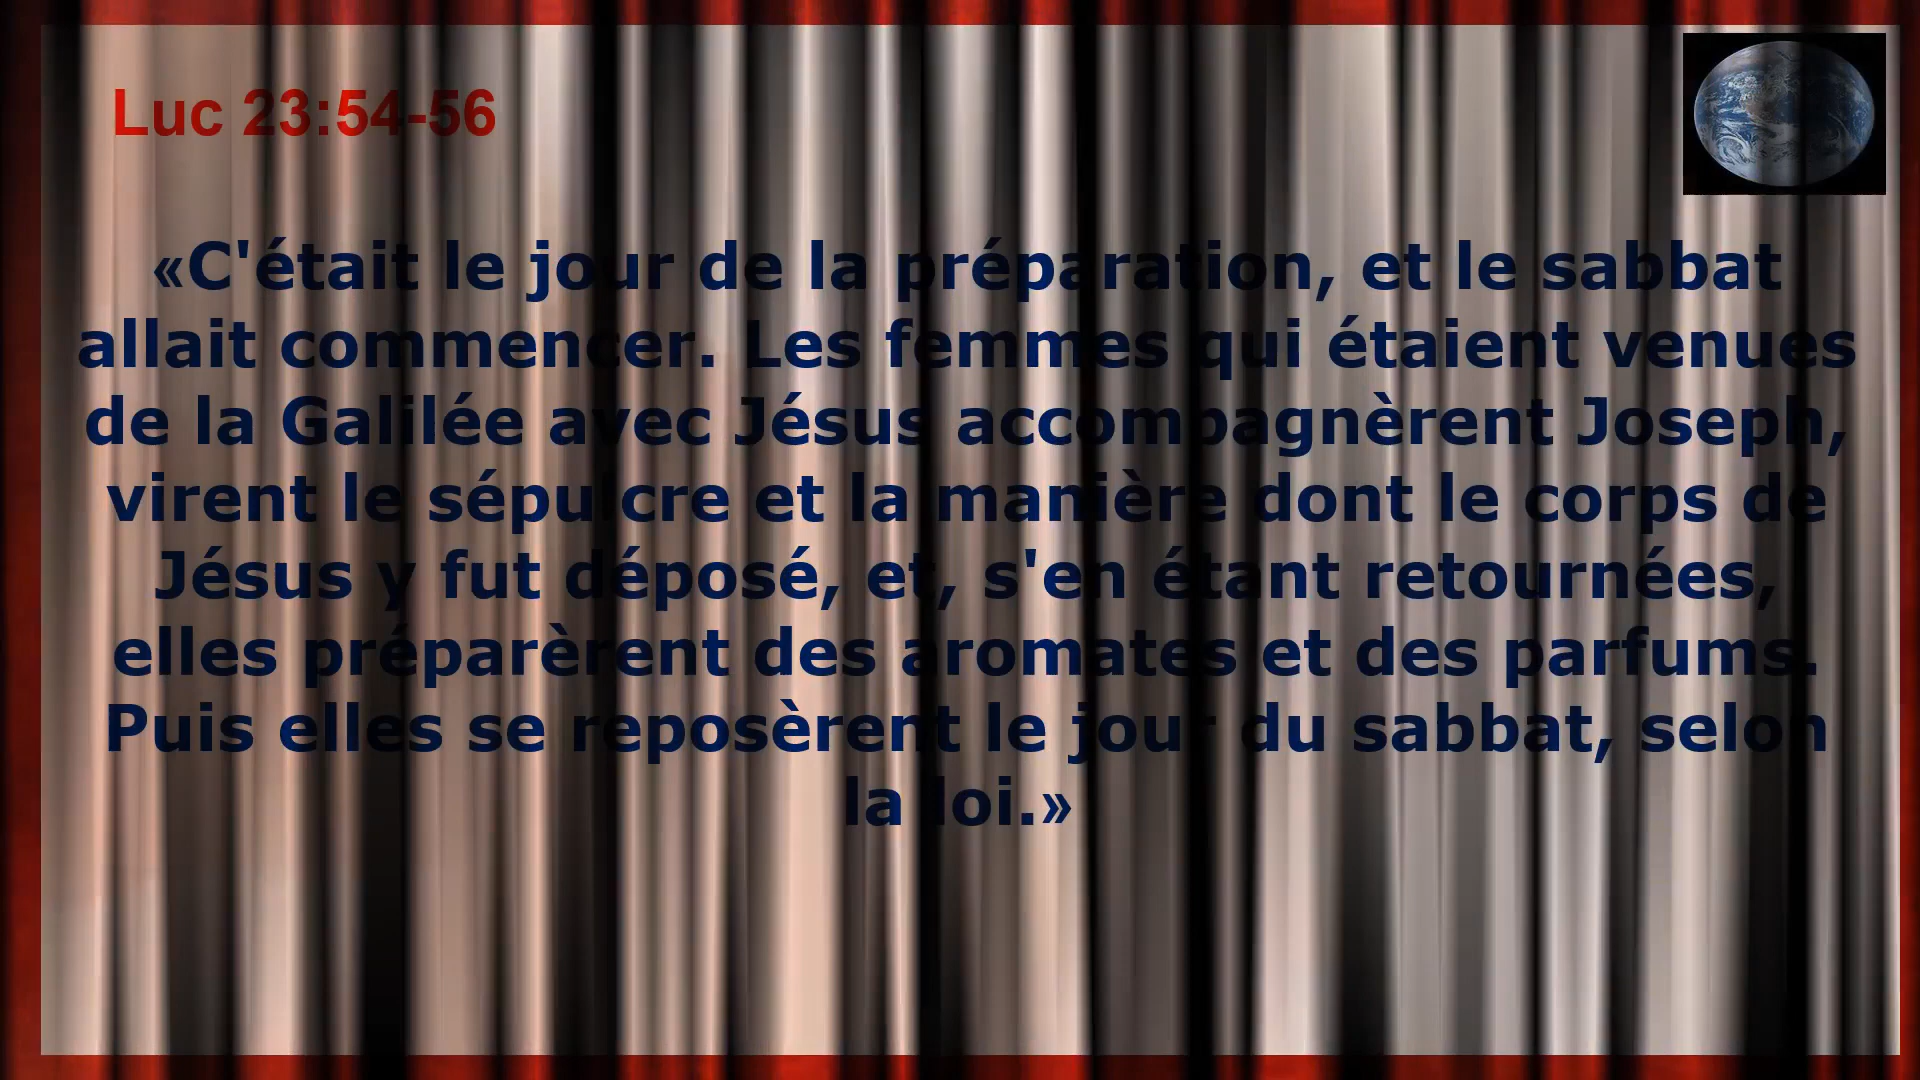 Luc 23:54-56
«C'était le jour de la préparation, et le sabbat
allait commencer. Les femmes qui étaient venues
de la Galilée avec Jésus accompagnèrent Joseph,
virent le sépulcre et la manière dont le corps de
Jésus y fut déposé, et, s'en étant retournées,
elles préparèrent des aromates et des parfums.
Puis elles se reposèrent le jour du sabbat, selon
la loi.»